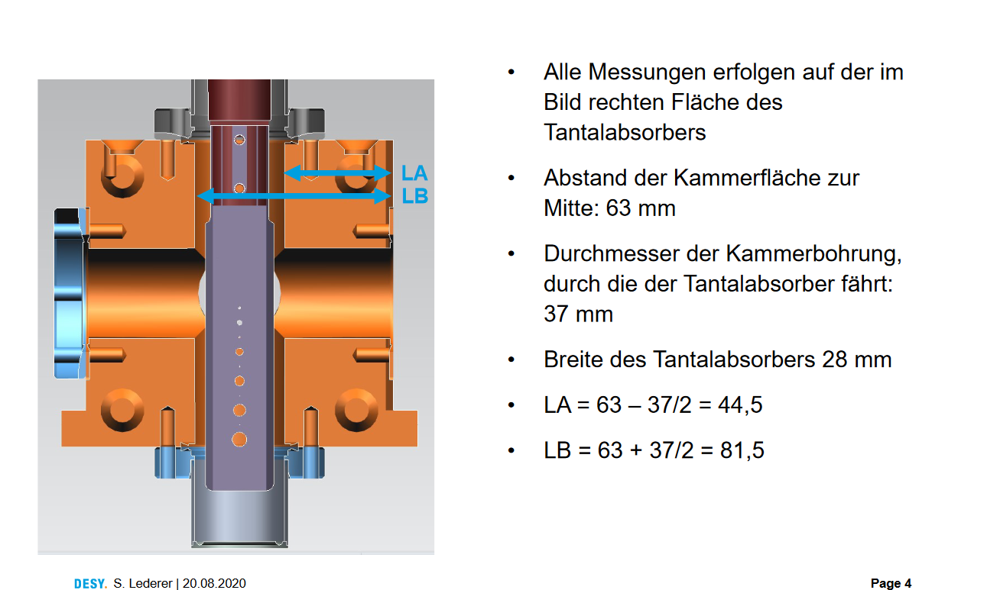 LA
LB
• Alle Messungen erfolgen auf der im
Bild rechten Fläche des
Tantalabsorbers
• Abstand der Kammerfläche zur
Mitte: 63 mm
• Durchmesser der Kammerbohrung,
durch die der Tantalabsorber fährt:
37 mm
• Breite des Tantalabsorbers 28 mm
• LA = 63 – 37/2 = 44,5
• LB = 63 + 37/2 = 81,5
DESY. S. Lederer | 20.08.2020
Page 4